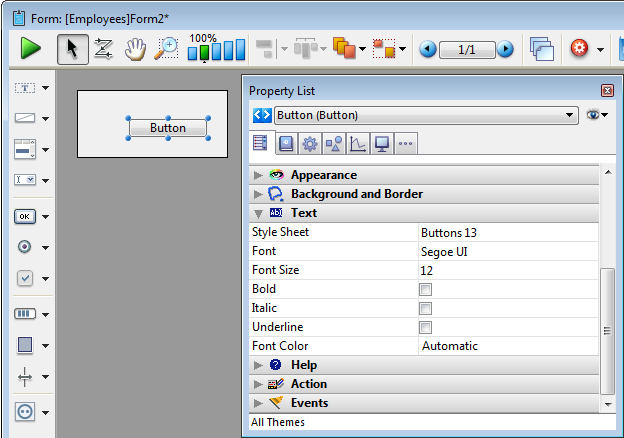 Form: [Employees]Form2*
100%
1/1
Button
Property List
Button (Button)
Appearance
Background and Border
Text
Style Sheet Buttons 13
Font Segoe UI
Font Size 12
Bold
Italic
Underline
Font Color Automatic
Help
Action
Events
All Themes
OK